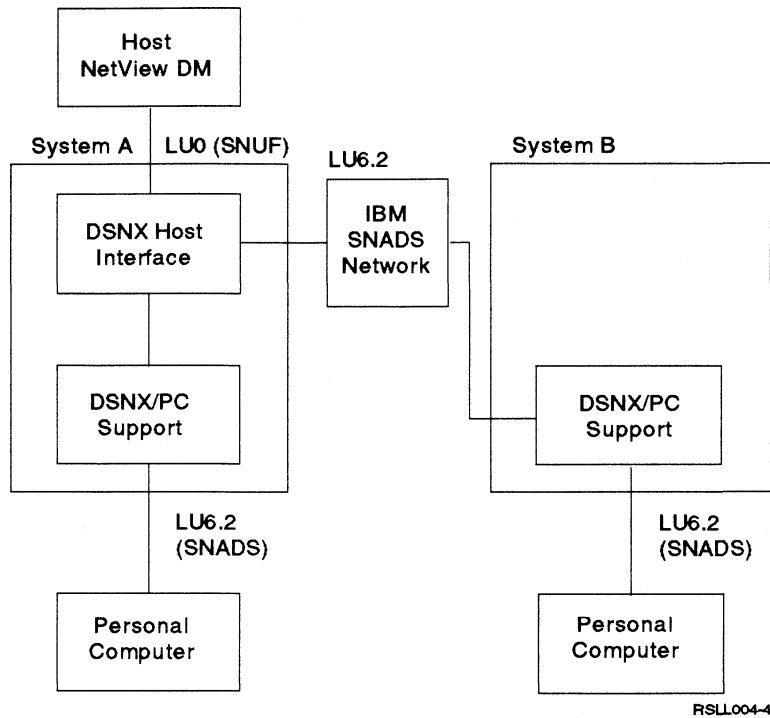 Host
NetView DM
System A
LU0 (SNUF)
LU6.2
System B
DSNX Host
Interface
IBM
SNADS
Network
DSNX/PC
Support
DSNX/PC
Support
LU6.2
(SNADS)
LU6.2
(SNADS)
Personal
Computer
Personal
Computer
RSLL004-4